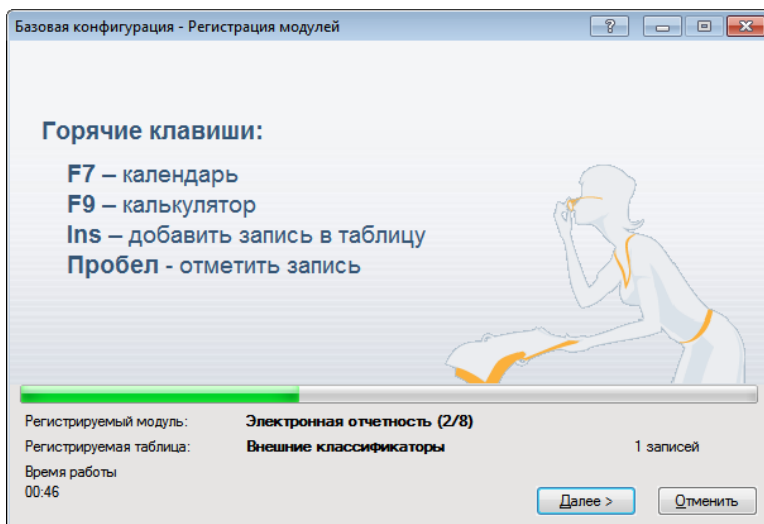 Базовая конфигурация - Регистрация модулей
Горячие клавиши:
F7 – календарь
F9 – калькулятор
Ins – добавить запись в таблицу
Пробел - отметить запись
Регистрируемый модуль: Электронная отчетность (2/8)
Регистрируемая таблица: Внешние классификаторы 1 записей
Время работы
00:46
Далее > Отменить